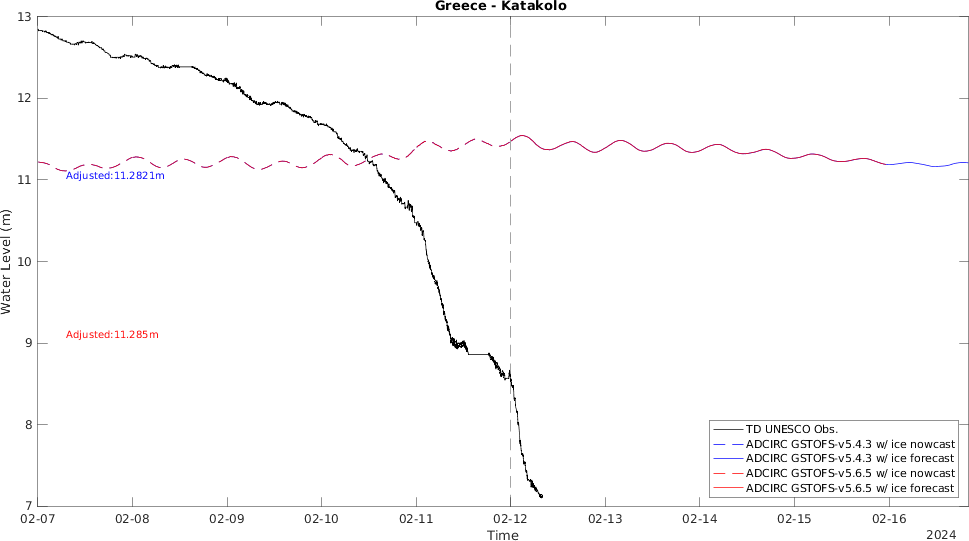 Greece - Katakolo
13
12
11
10
9
8
7
Water Level (m)
Adjusted:11.2821m
Adjusted:11.285m
TD UNESCO Obs.
ADCIRC GSTOFS-v5.4.3 w/ ice nowcast
ADCIRC GSTOFS-v5.4.3 w/ ice forecast
ADCIRC GSTOFS-v5.6.5 w/ ice nowcast
ADCIRC GSTOFS-v5.6.5 w/ ice forecast
02-07 02-08 02-09 02-10 02-11 02-12 02-13 02-14 02-15 02-16
Time
2024